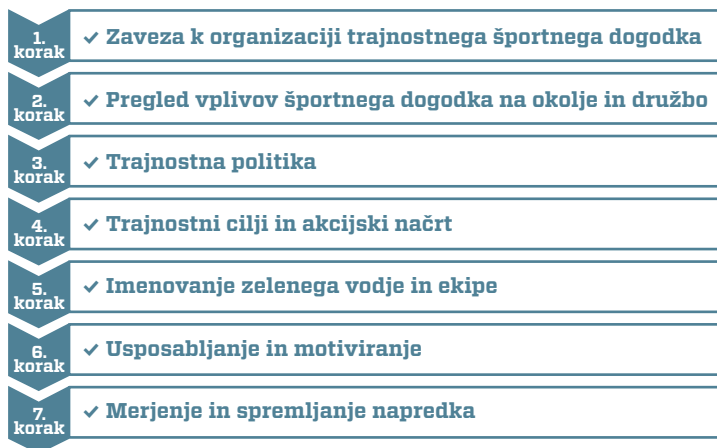 1. korak ✓ Zaveza k organizaciji trajnostnega športnega dogodka
2. korak ✓ Pregled vplivov športnega dogodka na okolje in družbo
3. korak ✓ Trajnostna politika
4. korak ✓ Trajnostni cilji in akcijski načrt
5. korak ✓ Imenovanje zelenega vodje in ekipe
6. korak ✓ Usposabljanje in motiviranje
7. korak ✓ Merjenje in spremljanje napredka